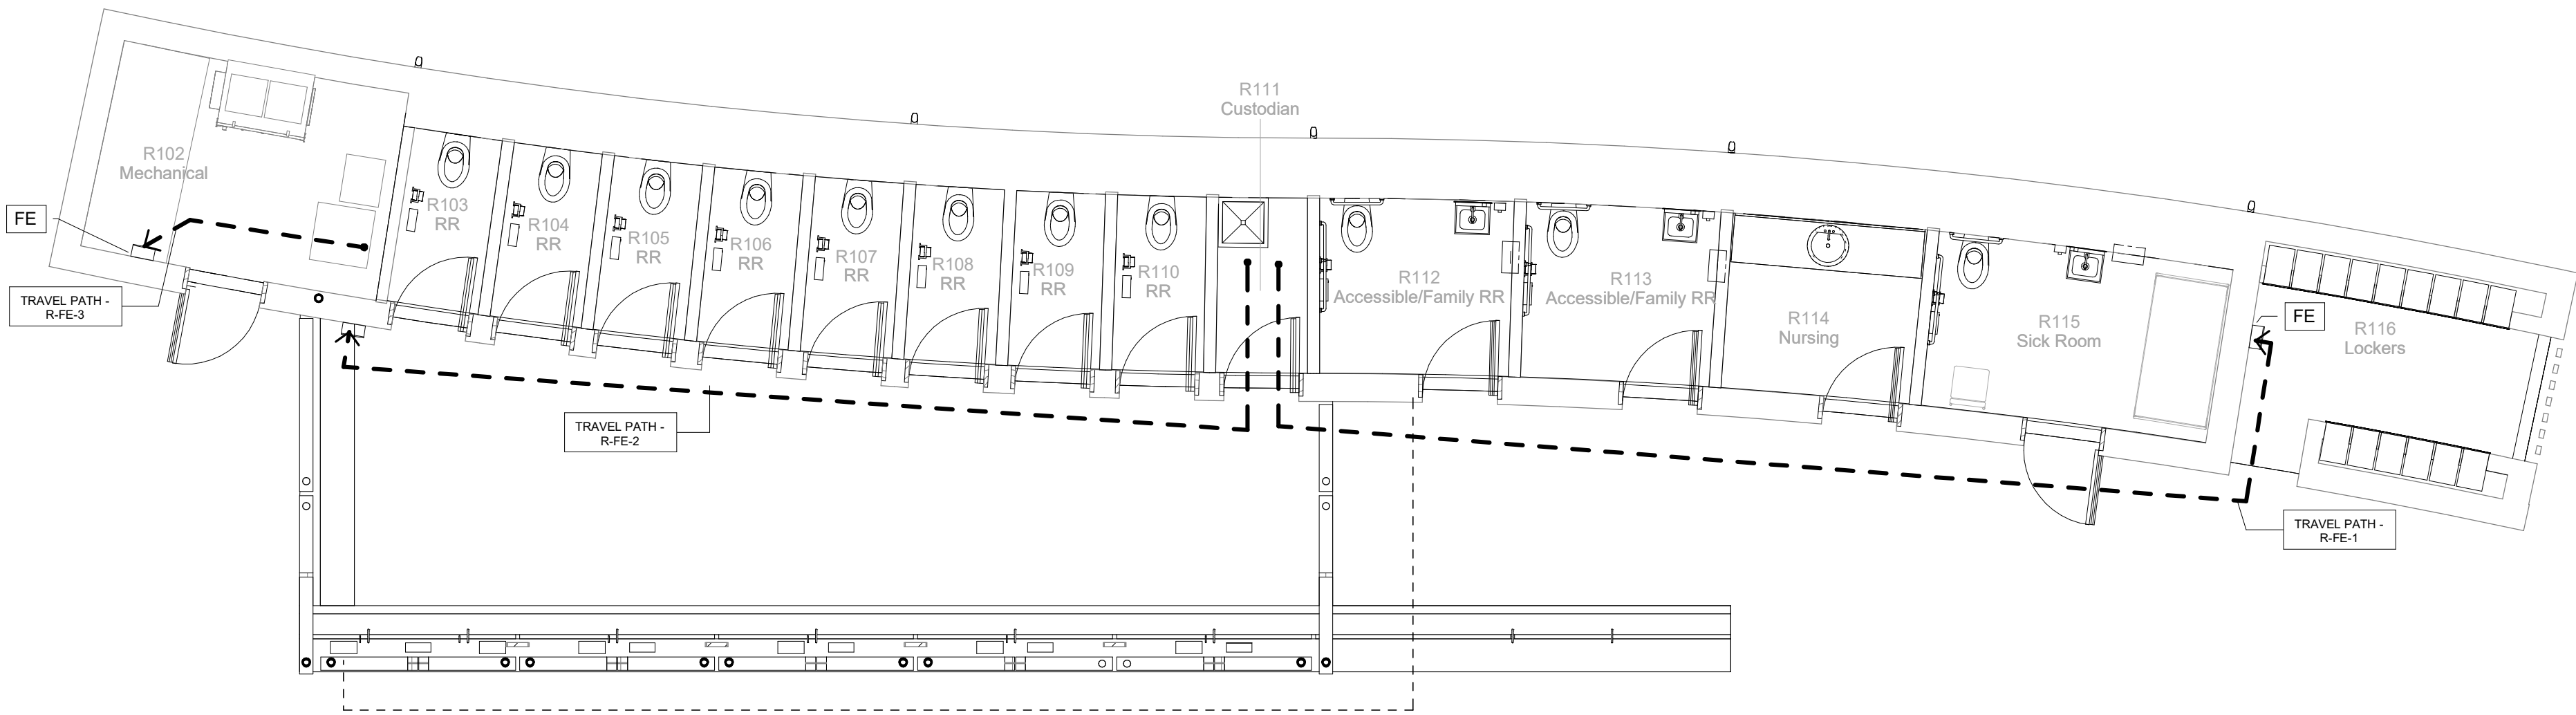 R111
Custodian
R102
Mechanical
FE
TRAVEL PATH -
R-FE-3
R103
RR
R104
RR
R105
RR
R106
RR
R107
RR
R108
RR
R109
RR
R110
RR
R112
Accessible/Family RR
R113
Accessible/Family RR
R114
Nursing
R115
Sick Room
FE
R116
Lockers
TRAVEL PATH -
R-FE-2
TRAVEL PATH -
R-FE-1